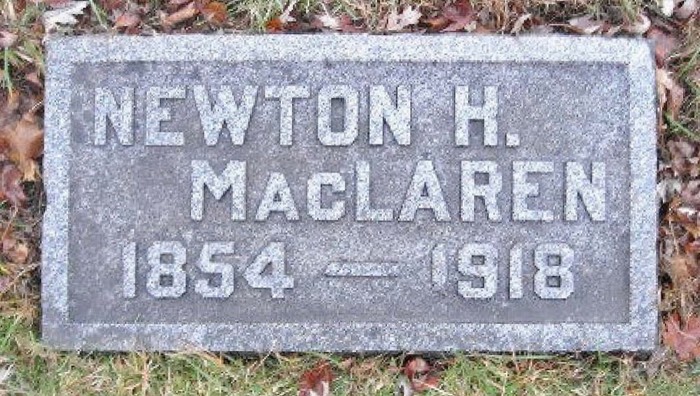 NEWTON H.
MacLAREN
1854 — 1918